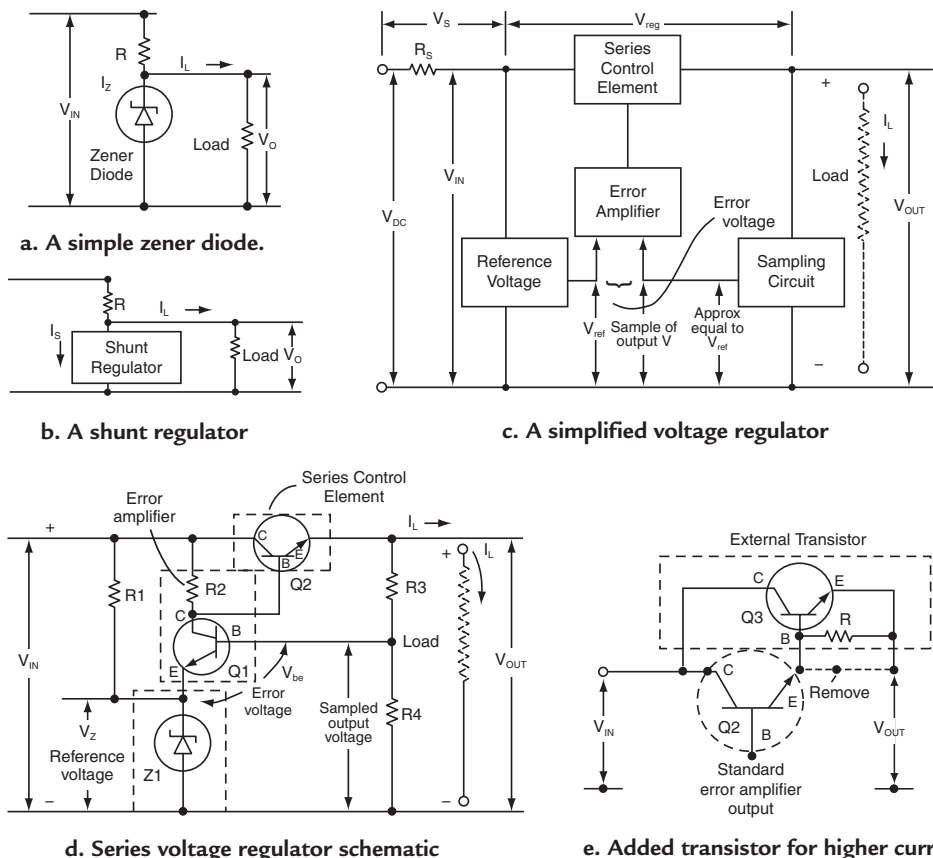 V_IN
R
I_Z
I_L
Zener
Diode
Load
V_O
a. A simple zener diode.
R
I_S
I_L
Shunt
Regulator
Load
V_O
b. A shunt regulator
V_S
V_reg
R_S
Series
Control
Element
+
I_L
Load
V_DC
V_IN
Error
Amplifier
Error
voltage
V_OUT
Reference
Voltage
Sampling
Circuit
V_ref
Sample of
output V
Approx
equal to
V_ref
–
c. A simplified voltage regulator
Series Control
Element
Error
amplifier
+
C
E
B
Q2
I_L
+
I_L
R1
R2
R3
C
B
E
Q1
V_be
Load
V_IN
V_OUT
Error
voltage
Sampled
output
voltage
R4
V_Z
Reference
voltage
Z1
–
–
d. Series voltage regulator schematic
External Transistor
C
E
Q3
R
B
C
E
Remove
Q2
B
V_IN
V_OUT
Standard
error amplifier
output
e. Added transistor for higher curr